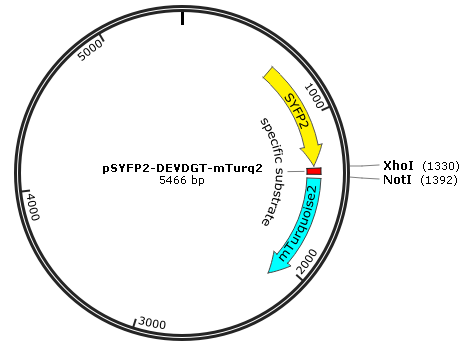 5000
1000
SYFP2
specific substrate
pSYFP2-DEVDGT-mTurq2
5466 bp
XhoI (1330)
NotI (1392)
4000
mTurquoise2
2000
3000